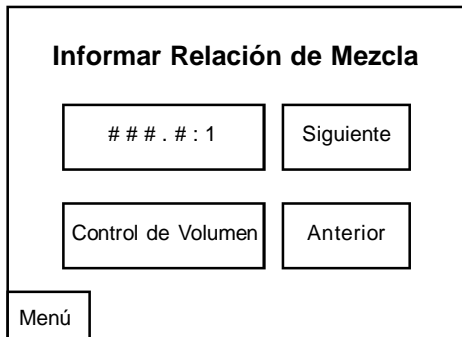 Informar Relación de Mezcla
# # # . # : 1
Siguiente
Control de Volumen
Anterior
Menú